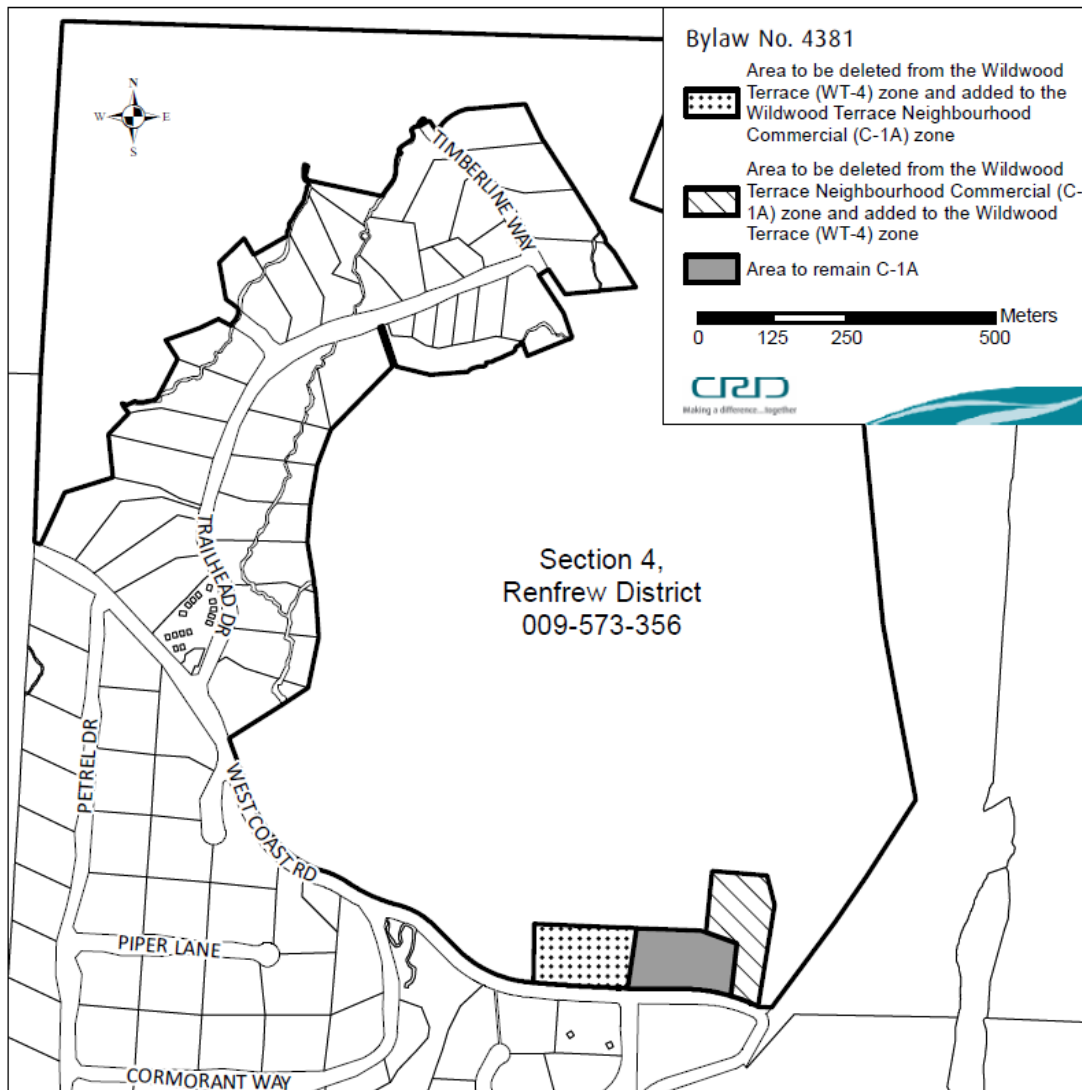 Bylaw No. 4381
Area to be deleted from the Wildwood
Terrace (WT-4) zone and added to the
Wildwood Terrace Neighbourhood
Commercial (C-1A) zone
Area to be deleted from the Wildwood
Terrace Neighbourhood Commercial (C-
1A) zone and added to the Wildwood
Terrace (WT-4) zone
Area to remain C-1A
Meters
0 125 250 500
CRD
Making a difference...together
N
W E
S
TIMBERLINE WAY
TRAILHEAD DR
Section 4,
Renfrew District
009-573-356
PETREL DR
WEST COAST RD
PIPER LANE
CORMORANT WAY